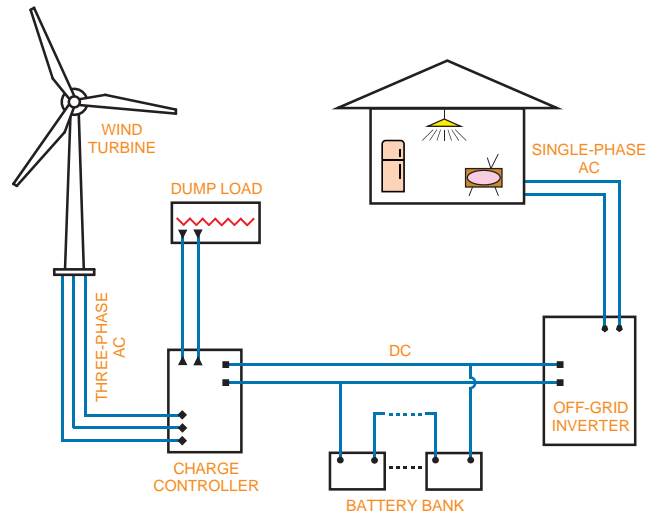 WIND
TURBINE
SINGLE-PHASE
AC
DUMP LOAD
THREE-PHASE
AC
DC
OFF-GRID
INVERTER
CHARGE
CONTROLLER
BATTERY BANK